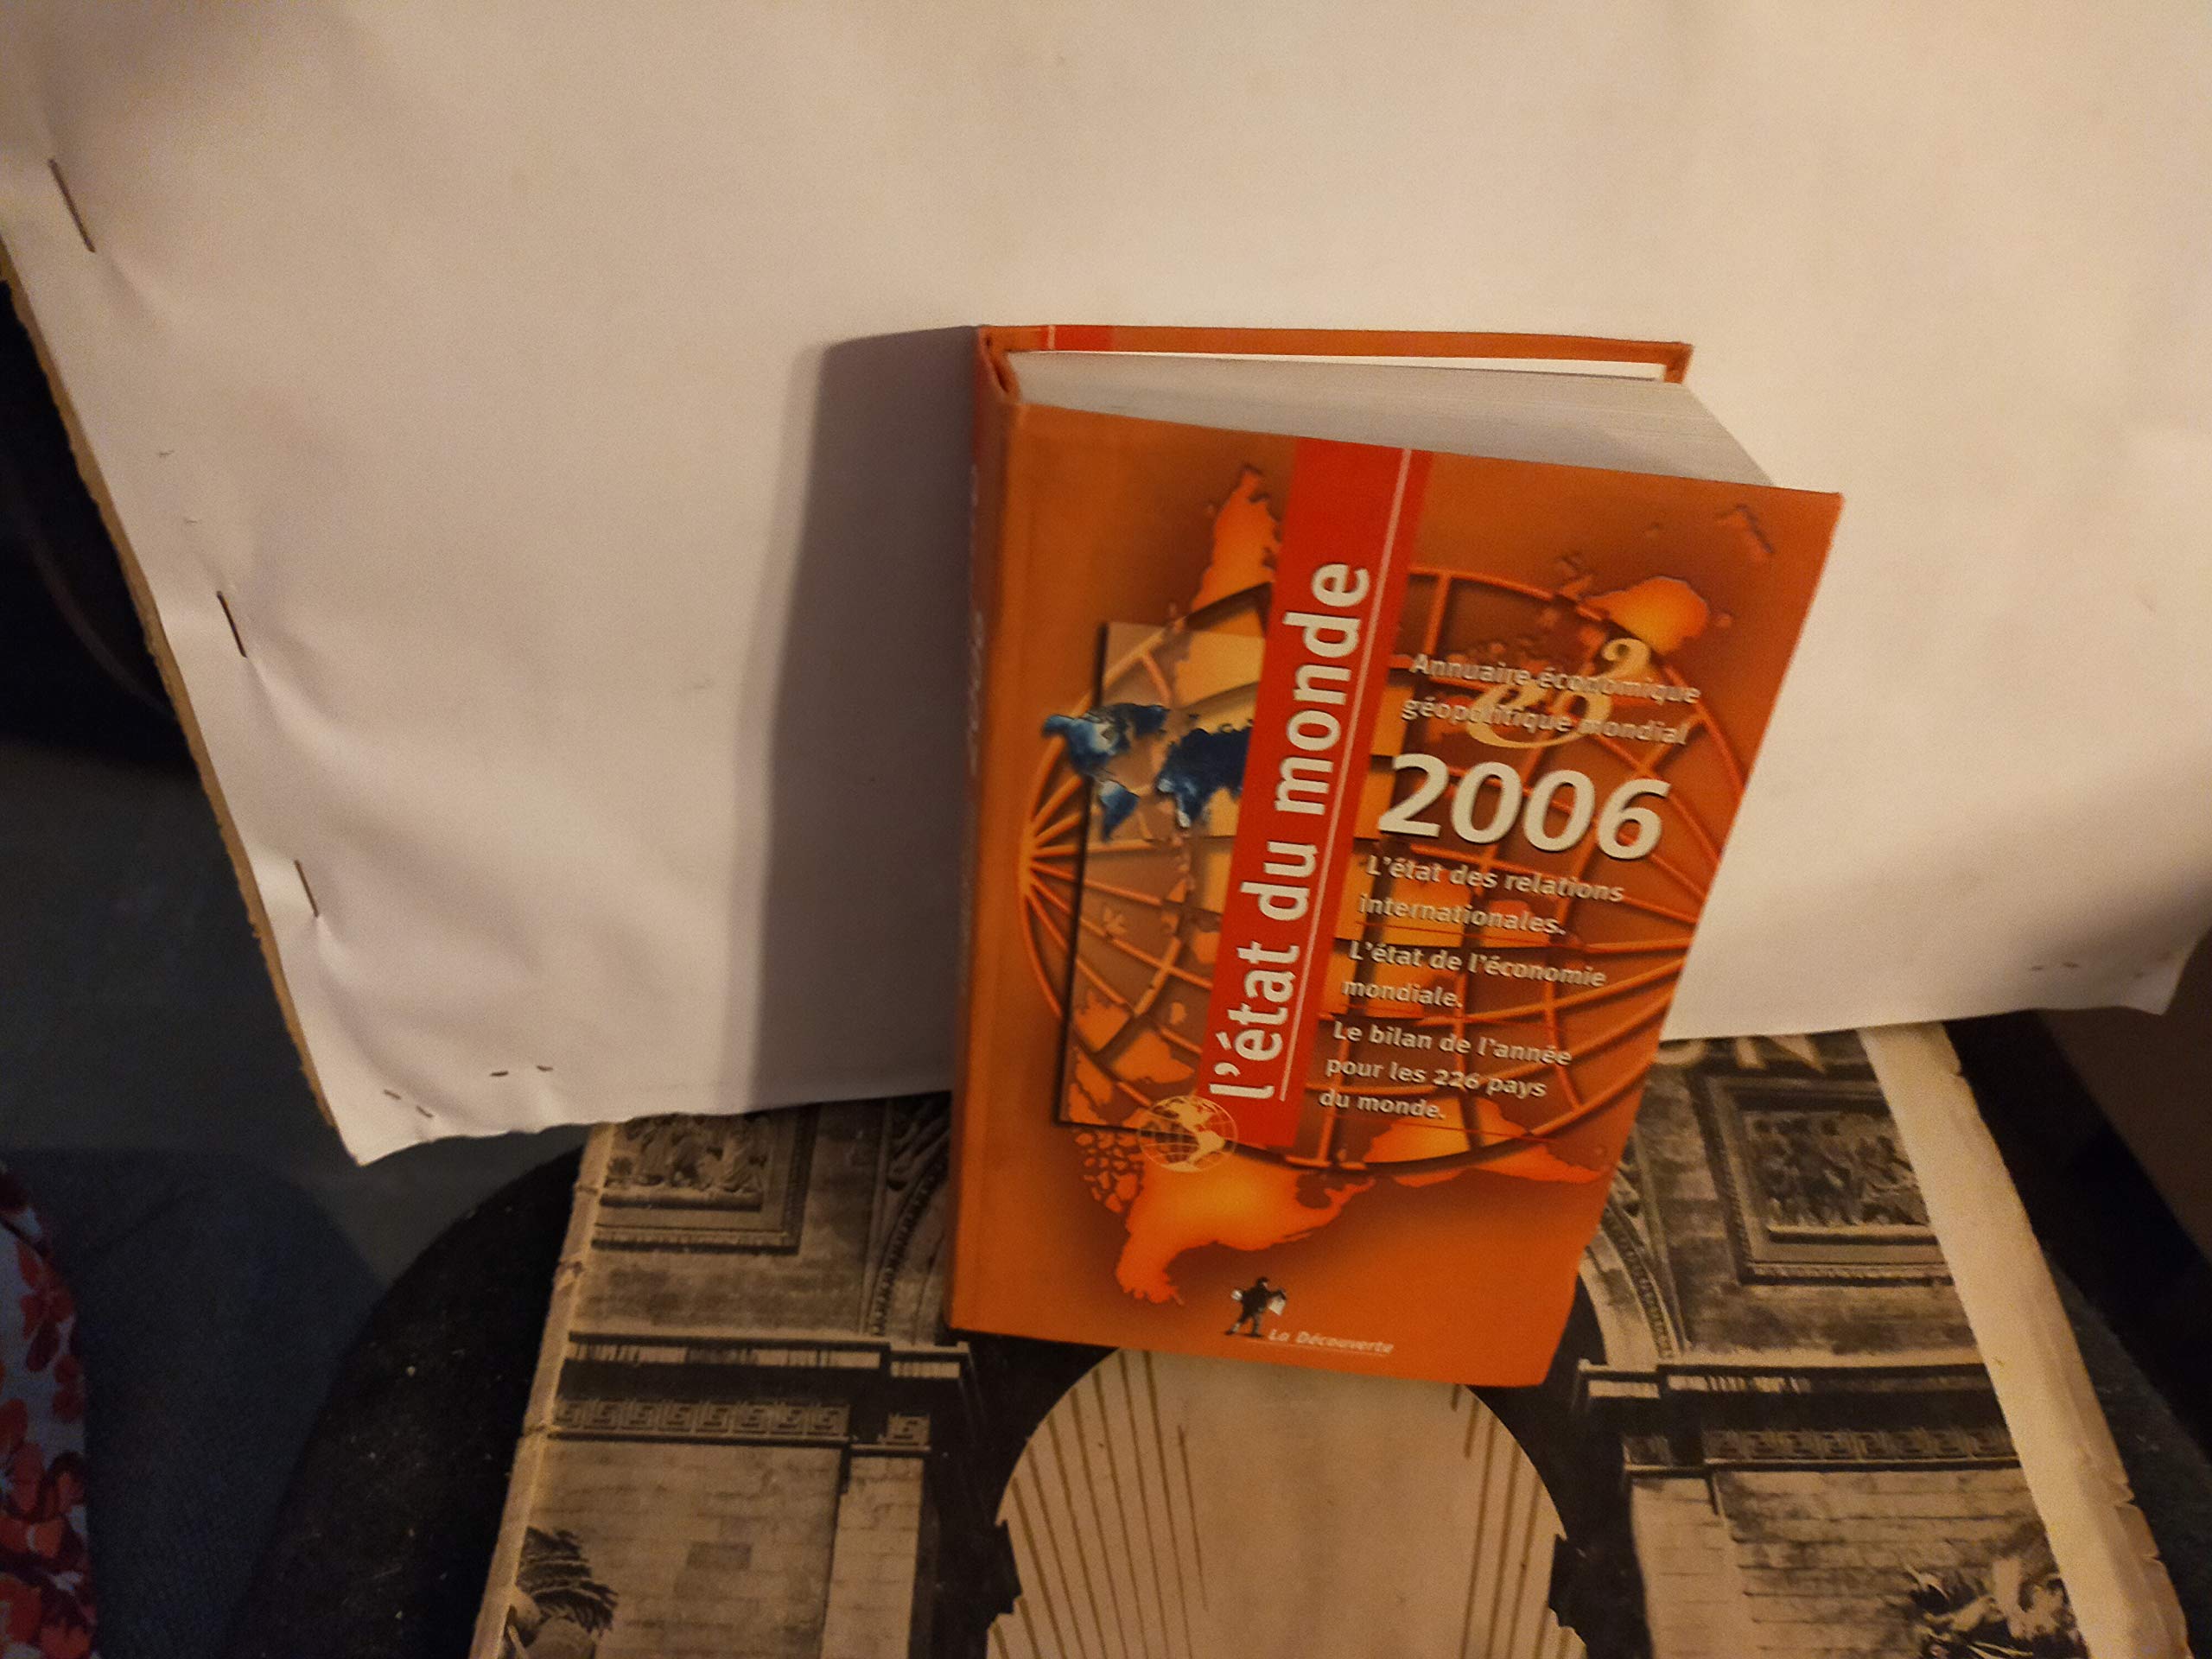 l'état du monde
Annuaire économique
géopolitique mondial
2006
L'état des relations
internationales.
L'état de l'économie
mondiale.
Le bilan de l'année
pour les 226 pays
du monde.
La Découverte